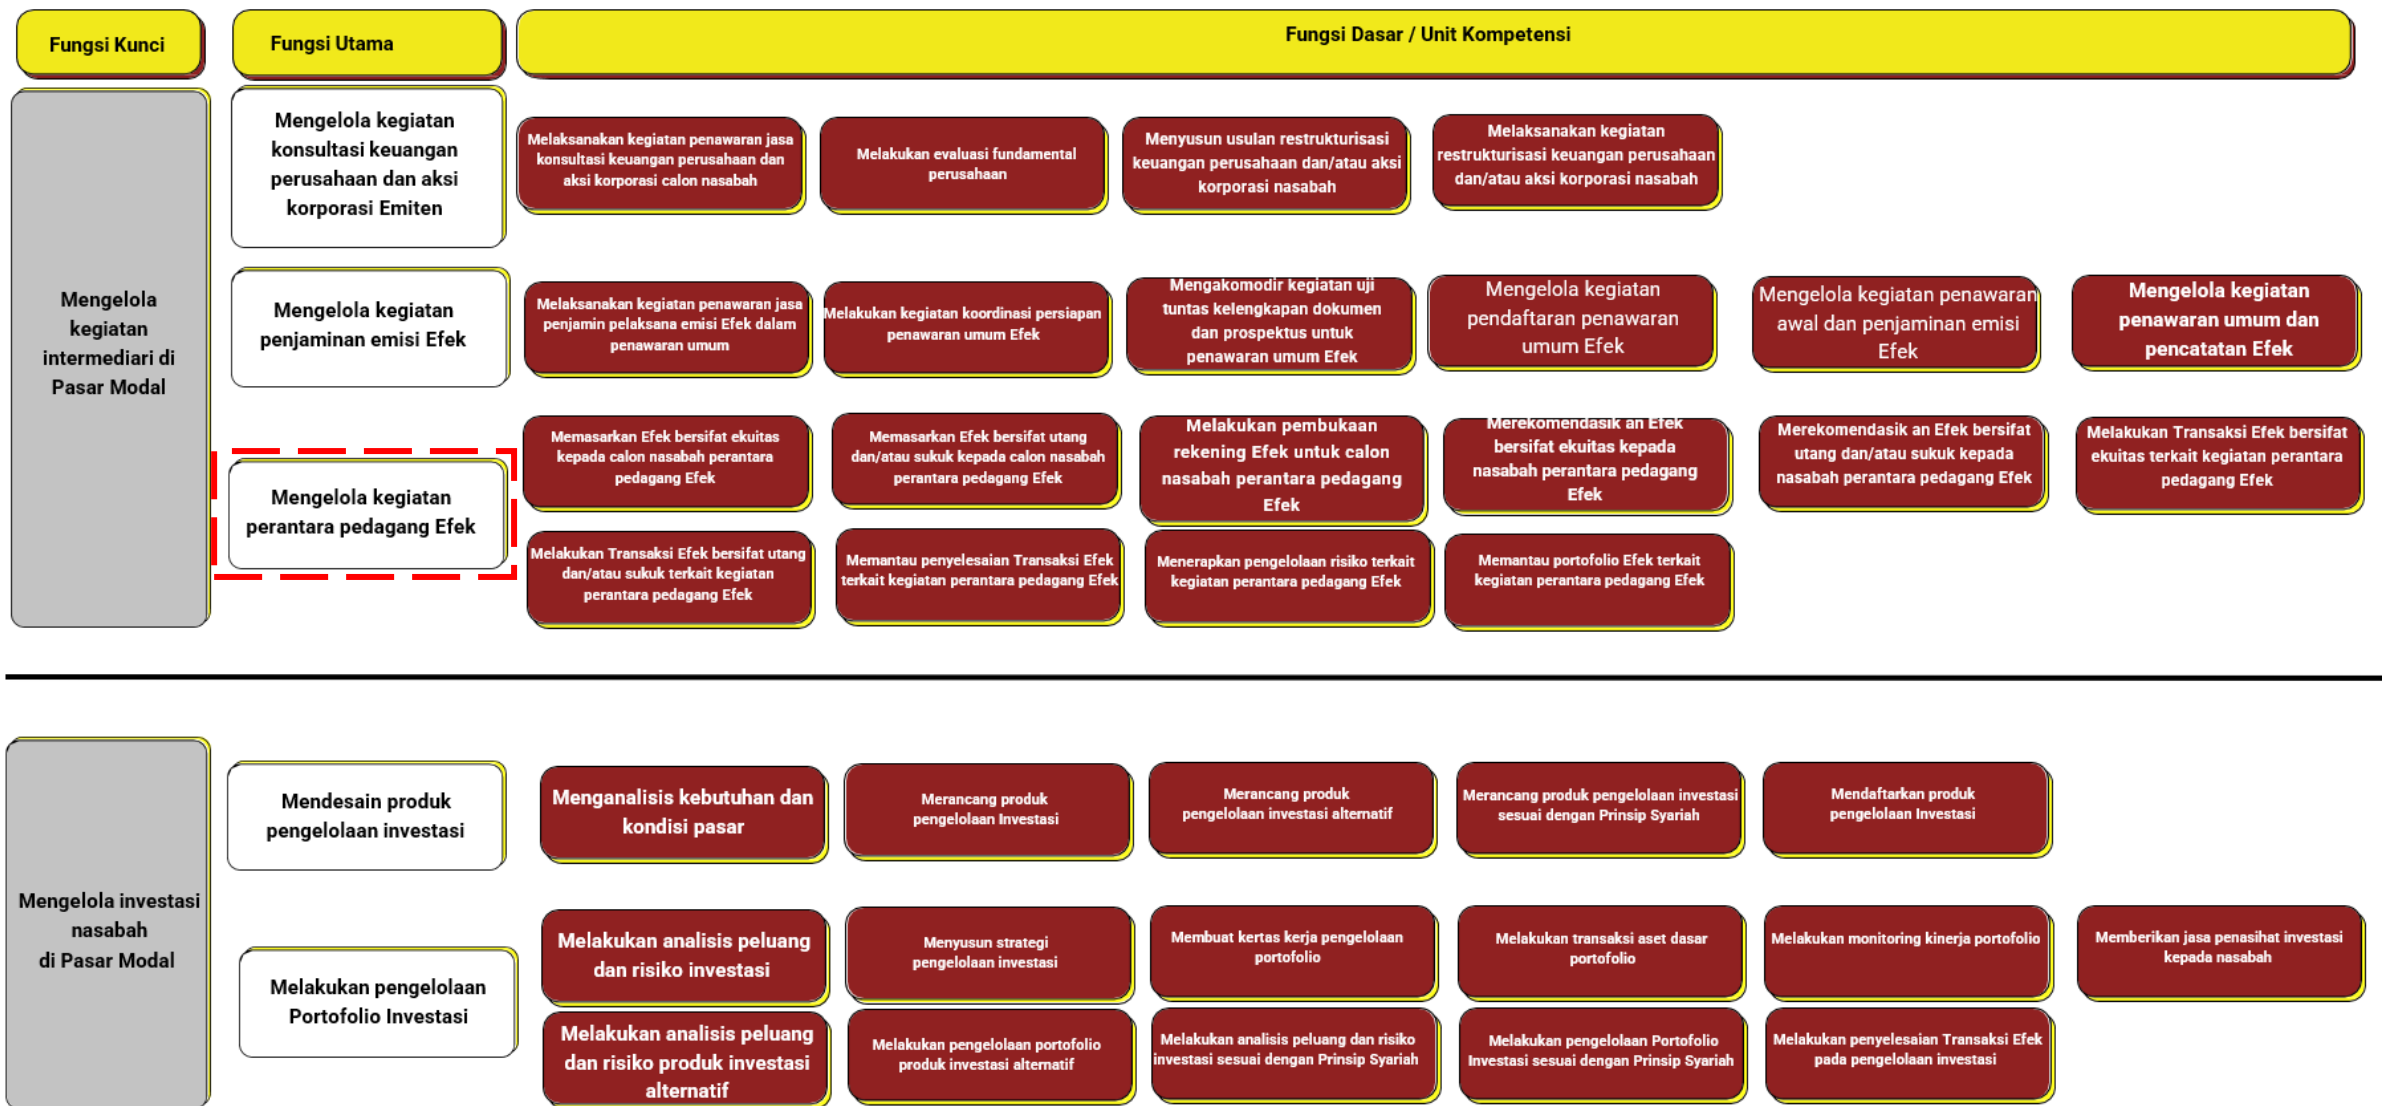 Fungsi Kunci
Fungsi Utama
Fungsi Dasar / Unit Kompetensi
Mengelola
kegiatan
intermediari di
Pasar Modal
Mengelola kegiatan
konsultasi keuangan
perusahaan dan aksi
korporasi Emiten
Melaksanakan kegiatan penawaran jasa
konsultasi keuangan perusahaan dan
aksi korporasi calon nasabah
Melakukan evaluasi fundamental
perusahaan
Menyusun usulan restrukturisasi
keuangan perusahaan dan/atau aksi
korporasi nasabah
Melaksanakan kegiatan
restrukturisasi keuangan perusahaan
dan/atau aksi korporasi nasabah
Mengelola kegiatan
penjaminan emisi Efek
Melaksanakan kegiatan penawaran jasa
penjamin pelaksana emisi Efek dalam
penawaran umum
Melakukan kegiatan koordinasi persiapan
penawaran umum Efek
Mengakomodir kegiatan uji
tuntas kelengkapan dokumen
dan prospektus untuk
penawaran umum Efek
Mengelola kegiatan
pendaftaran penawaran
umum Efek
Mengelola kegiatan penawaran
awal dan penjaminan emisi
Efek
Mengelola kegiatan
penawaran umum dan
pencatatan Efek
Mengelola kegiatan
perantara pedagang Efek
Memasarkan Efek bersifat ekuitas
kepada calon nasabah perantara
pedagang Efek
Memasarkan Efek bersifat utang
dan/atau sukuk kepada calon nasabah
perantara pedagang Efek
Melakukan pembukaan
rekening Efek untuk calon
nasabah perantara pedagang
Efek
Merekomendasik an Efek
bersifat ekuitas kepada
nasabah perantara pedagang
Efek
Merekomendasik an Efek bersifat
utang dan/atau sukuk kepada
nasabah perantara pedagang Efek
Melakukan Transaksi Efek bersifat
ekuitas terkait kegiatan perantara
pedagang Efek
Melakukan Transaksi Efek bersifat utang
dan/atau sukuk terkait kegiatan
perantara pedagang Efek
Memantau penyelesaian Transaksi Efek
terkait kegiatan perantara pedagang Efek
Menerapkan pengelolaan risiko terkait
kegiatan perantara pedagang Efek
Memantau portofolio Efek terkait
kegiatan perantara pedagang Efek
Mengelola investasi
nasabah
di Pasar Modal
Mendesain produk
pengelolaan investasi
Menganalisis kebutuhan dan
kondisi pasar
Merancang produk
pengelolaan Investasi
Merancang produk
pengelolaan investasi alternatif
Merancang produk pengelolaan investasi
sesuai dengan Prinsip Syariah
Mendaftarkan produk
pengelolaan Investasi
Melakukan pengelolaan
Portofolio Investasi
Melakukan analisis peluang
dan risiko investasi
Menyusun strategi
pengelolaan investasi
Membuat kertas kerja pengelolaan
portofolio
Melakukan transaksi aset dasar
portofolio
Melakukan monitoring kinerja portofolio
Memberikan jasa penasihat investasi
kepada nasabah
Melakukan analisis peluang
dan risiko produk investasi
alternatif
Melakukan pengelolaan portofolio
produk investasi alternatif
Melakukan analisis peluang dan risiko
investasi sesuai dengan Prinsip Syariah
Melakukan pengelolaan Portofolio
Investasi sesuai dengan Prinsip Syariah
Melakukan penyelesaian Transaksi Efek
pada pengelolaan investasi